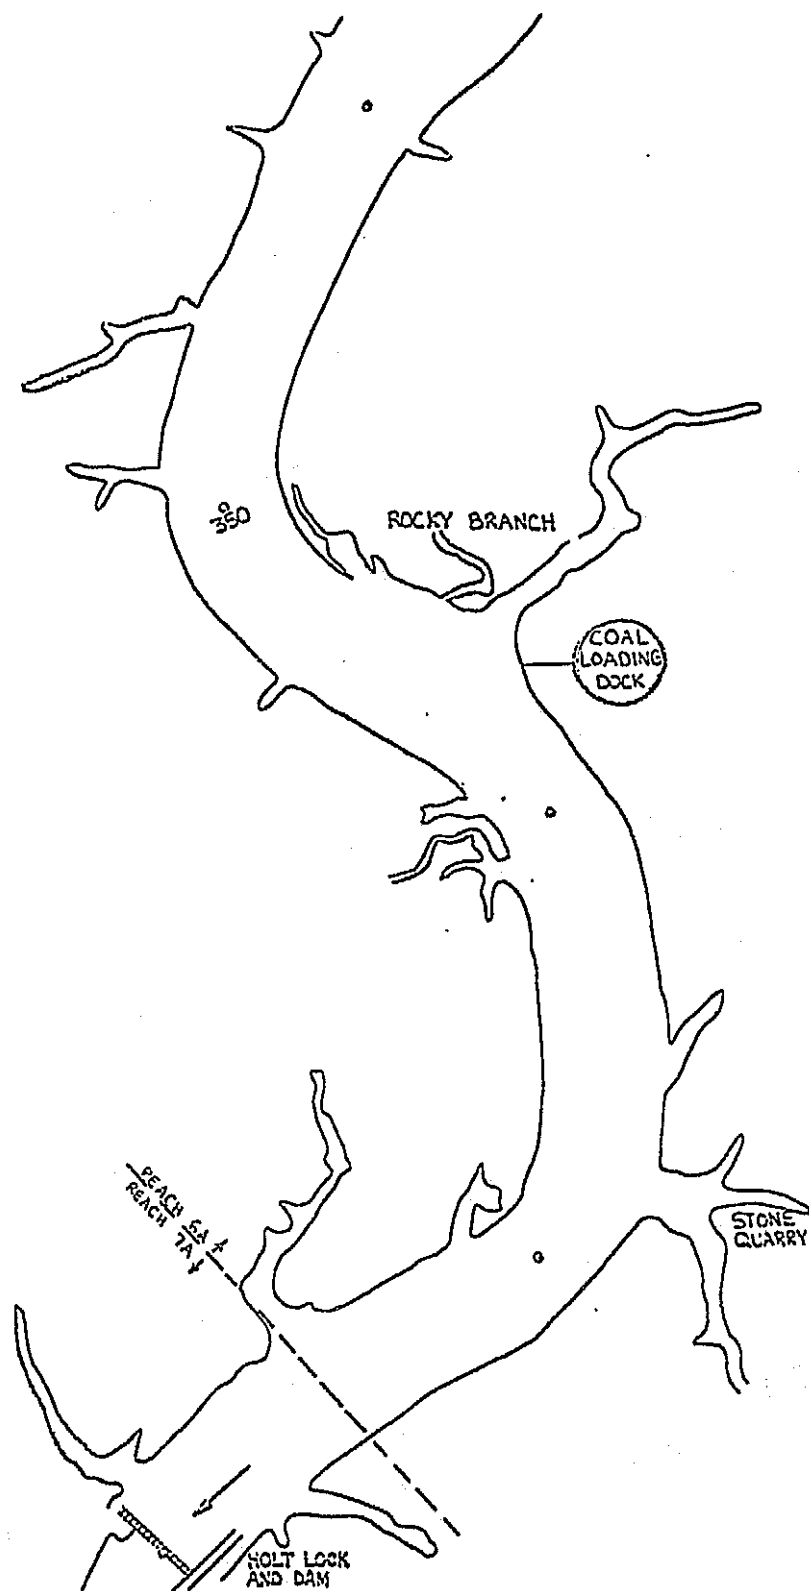 350
ROCKY BRANCH
COAL
LOADING
DOCK
REACH 6A
REACH 7A
STONE
QUARRY
HOLT LOCK
AND DAM